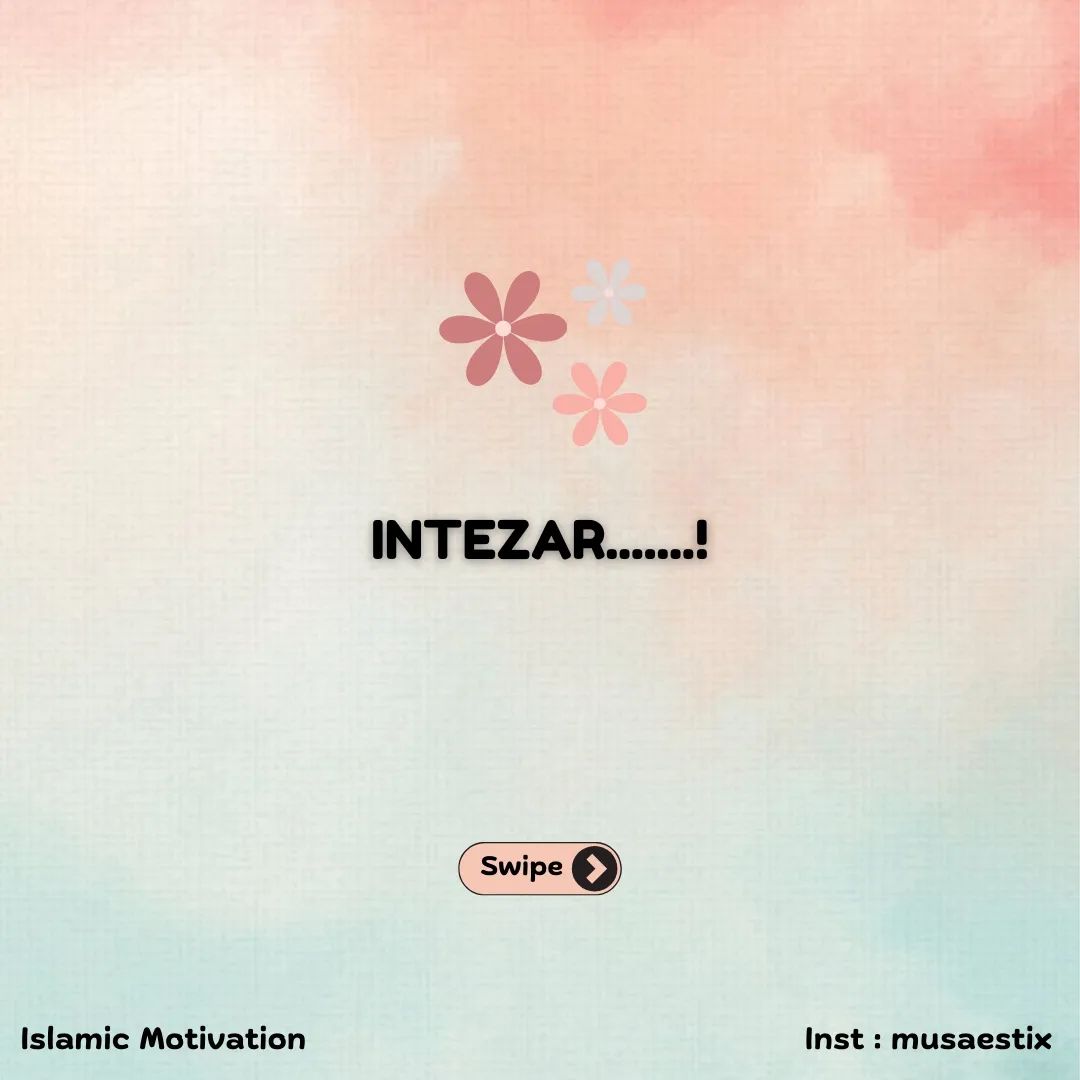 INTEZAR.......!
Swipe
Islamic Motivation
Inst : musaestix